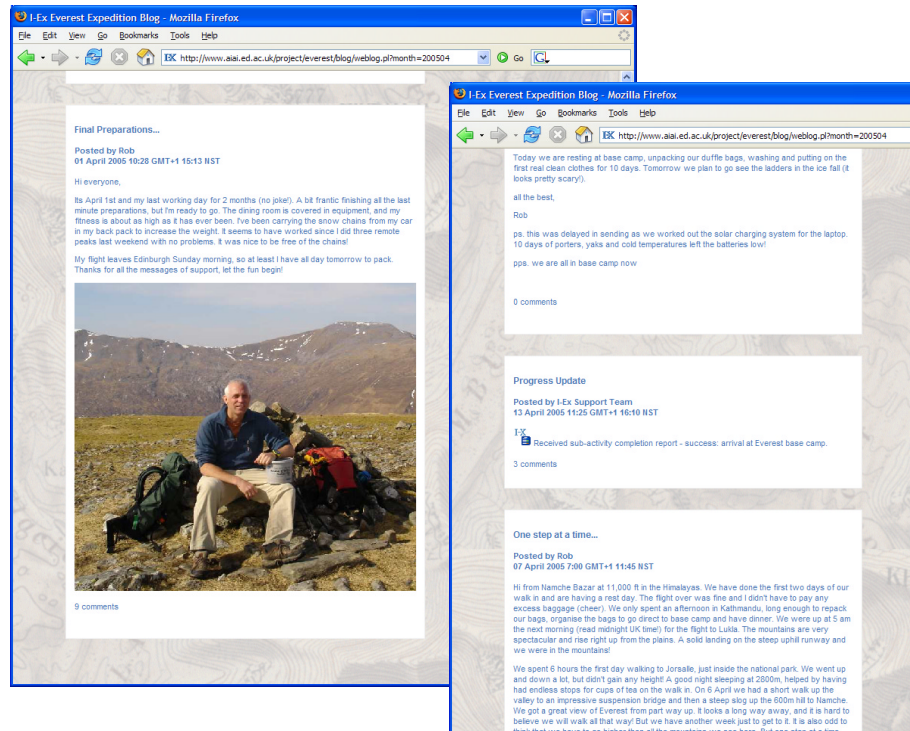 I-Ex Everest Expedition Blog - Mozilla Firefox
File Edit View Go Bookmarks Tools Help
I-X http://www.aiai.ed.ac.uk/project/everest/blog/weblog.pl?month=200504 Go G
Final Preparations...
Posted by Rob
01 April 2005 10:28 GMT+1 15:13 NST
Hi everyone,
Its April 1st and my last working day for 2 months (no joke!). A bit frantic finishing all the last
minute preparations, but I'm ready to go. The dining room is covered in equipment, and my
fitness is about as high as it has ever been. I've been carrying the snow chains from my car
in my back pack to increase the weight. It seems to have worked since I did three remote
peaks last weekend with no problems. It was nice to be free of the chains!
My flight leaves Edinburgh Sunday morning, so at least I have all day tomorrow to pack.
Thanks for all the messages of support, let the fun begin!
9 comments
I-Ex Everest Expedition Blog - Mozilla Firefox
File Edit View Go Bookmarks Tools Help
I-X http://www.aiai.ed.ac.uk/project/everest/blog/weblog.pl?month=200504
Today we are resting at base camp, unpacking our duffle bags, washing and putting on the
first real clean clothes for 10 days. Tomorrow we plan to go see the ladders in the ice fall (it
looks pretty scary!).
all the best,
Rob
ps. this was delayed in sending as we worked out the solar charging system for the laptop.
10 days of porters, yaks and cold temperatures left the batteries low!
pps. we are all in base camp now
0 comments
Progress Update
Posted by I-Ex Support Team
13 April 2005 11:25 GMT+1 16:10 NST
I-X
Received sub-activity completion report - success: arrival at Everest base camp.
3 comments
One step at a time...
Posted by Rob
07 April 2005 7:00 GMT+1 11:45 NST
Hi from Namche Bazar at 11,000 ft in the Himalayas. We have done the first two days of our
walk in and are having a rest day. The flight over was fine and I didn't have to pay any
excess baggage (cheer). We only spent an afternoon in Kathmandu, long enough to repack
our bags, organise the bags to go direct to base camp and have dinner. We were up at 5 am
the next morning (read midnight UK time!) for the flight to Lukla. The mountains are very
spectacular and rise right up from the plains. A solid landing on the steep uphill runway and
we were in the mountains!
We spent 6 hours the first day walking to Jorsalle, just inside the national park. We went up
and down a lot, but didn't gain any height! A good night sleeping at 2800m, helped by having
had endless stops for cups of tea on the walk in. On 6 April we had a short walk up the
valley to an impressive suspension bridge and then a steep slog up the 600m hill to Namche.
We got a great view of Everest from part way up. It looks a long way away, and it is hard to
believe we will walk all that way! But we have another week just to get to it. It is also odd to
think that we have to go higher than all the mountains we see here. But one step at a time